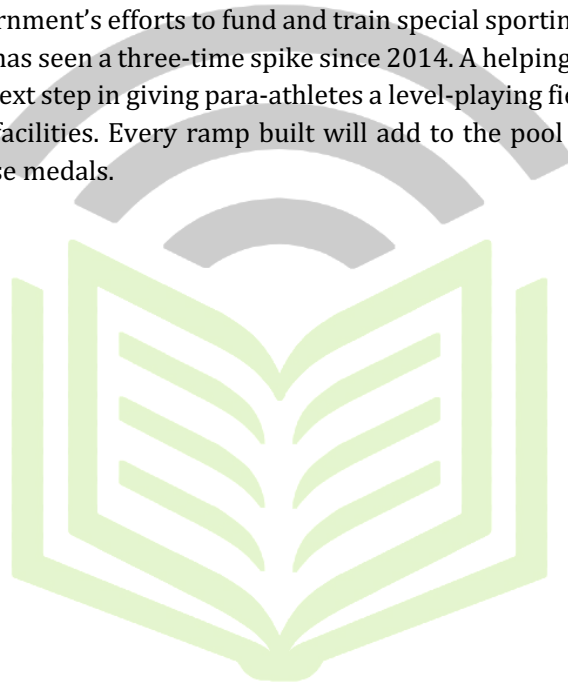 rnment’s efforts to fund and train special sportin
has seen a three-time spike since 2014. A helping
ext step in giving para-athletes a level-playing fie
facilities. Every ramp built will add to the pool
se medals.